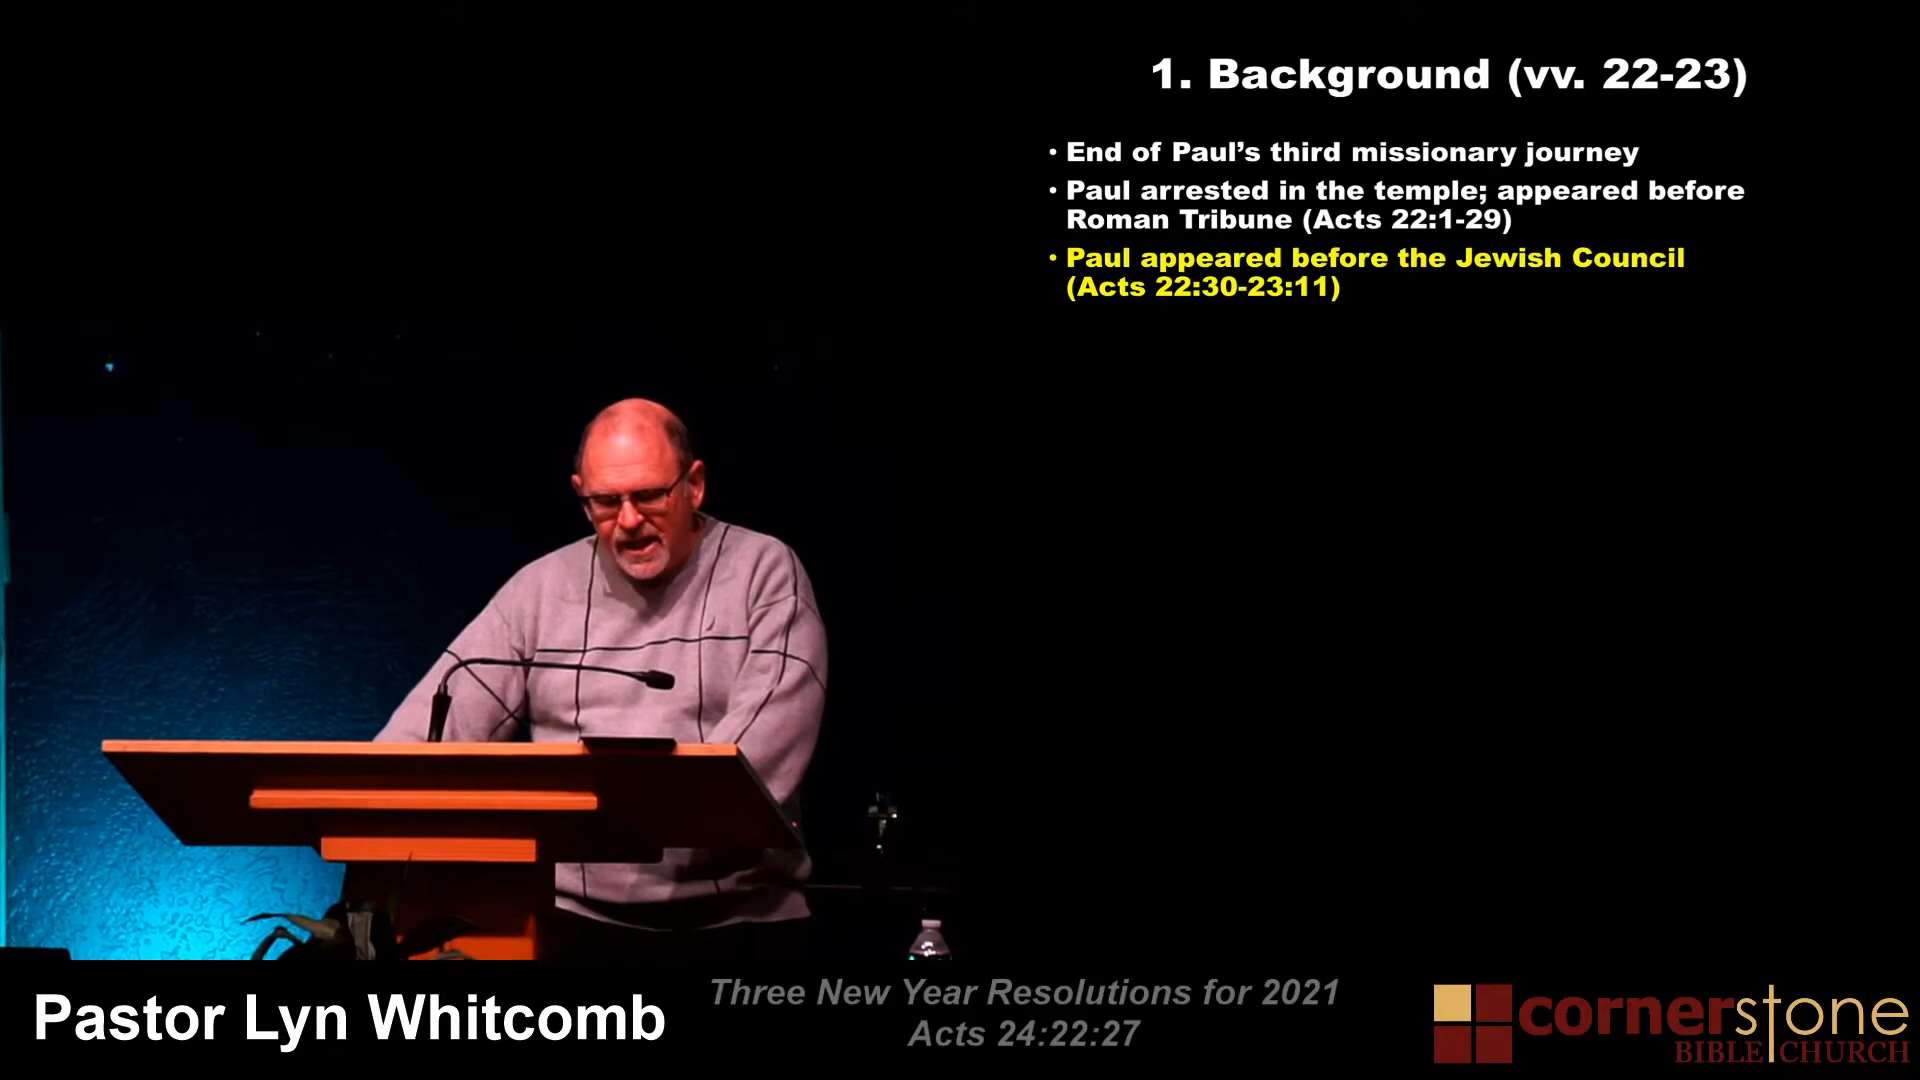 1. Background (vv. 22-23)
• End of Paul’s third missionary journey
• Paul arrested in the temple; appeared before
Roman Tribune (Acts 22:1-29)
• Paul appeared before the Jewish Council
(Acts 22:30-23:11)
Pastor Lyn Whitcomb
Three New Year Resolutions for 2021
Acts 24:22:27
cornerstone
BIBLE CHURCH